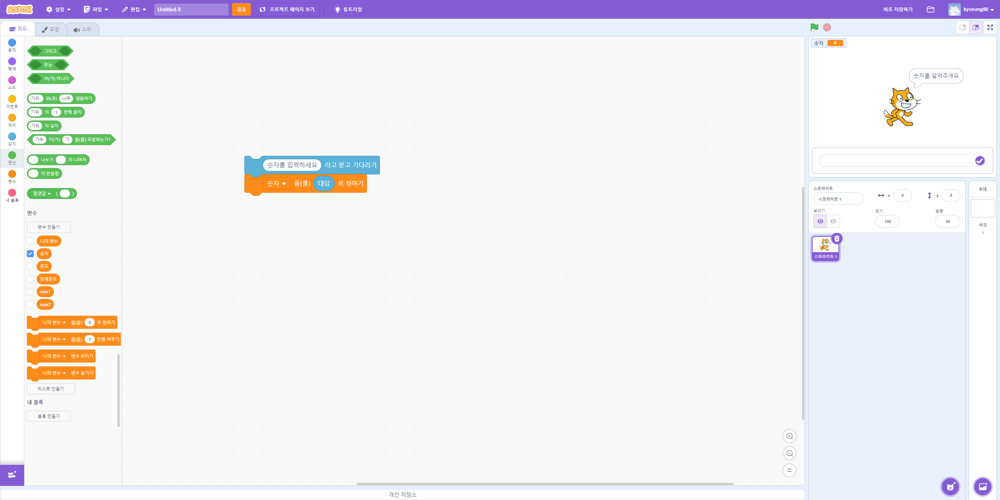 SCRATCH 설정 파일 편집 Untitled-8 공유 프로젝트 페이지 보기 튜토리얼 바로 저장하기 kyusung88
코드 모양 소리
동작
형태
소리
이벤트
제어
감지
연산
변수
내 블록
그리고
또는
이(가) 아니다
가위 와(과) 나무 결합하기
가위 의 1 번째 글자
가위 의 길이
가위 이(가) 가 을(를) 포함하는가?
나누기 의 나머지
의 반올림
절댓값 ( )
변수
변수 만들기
나의 변수
숫자
온도
현재온도
num1
num2
나의 변수 을(를) 0 로 정하기
나의 변수 을(를) 1 만큼 바꾸기
나의 변수 변수 보이기
나의 변수 변수 숨기기
리스트 만들기
내 블록
블록 만들기
숫자를 입력하세요 라고 묻고 기다리기
숫자 을(를) 대답 로 정하기
개인 저장소
숫자 0
숫자를 알려주세요
스프라이트
스프라이트 1
x 0 y 0
보이기 크기 방향
100 90
스프라이트 1
무대
배경
1